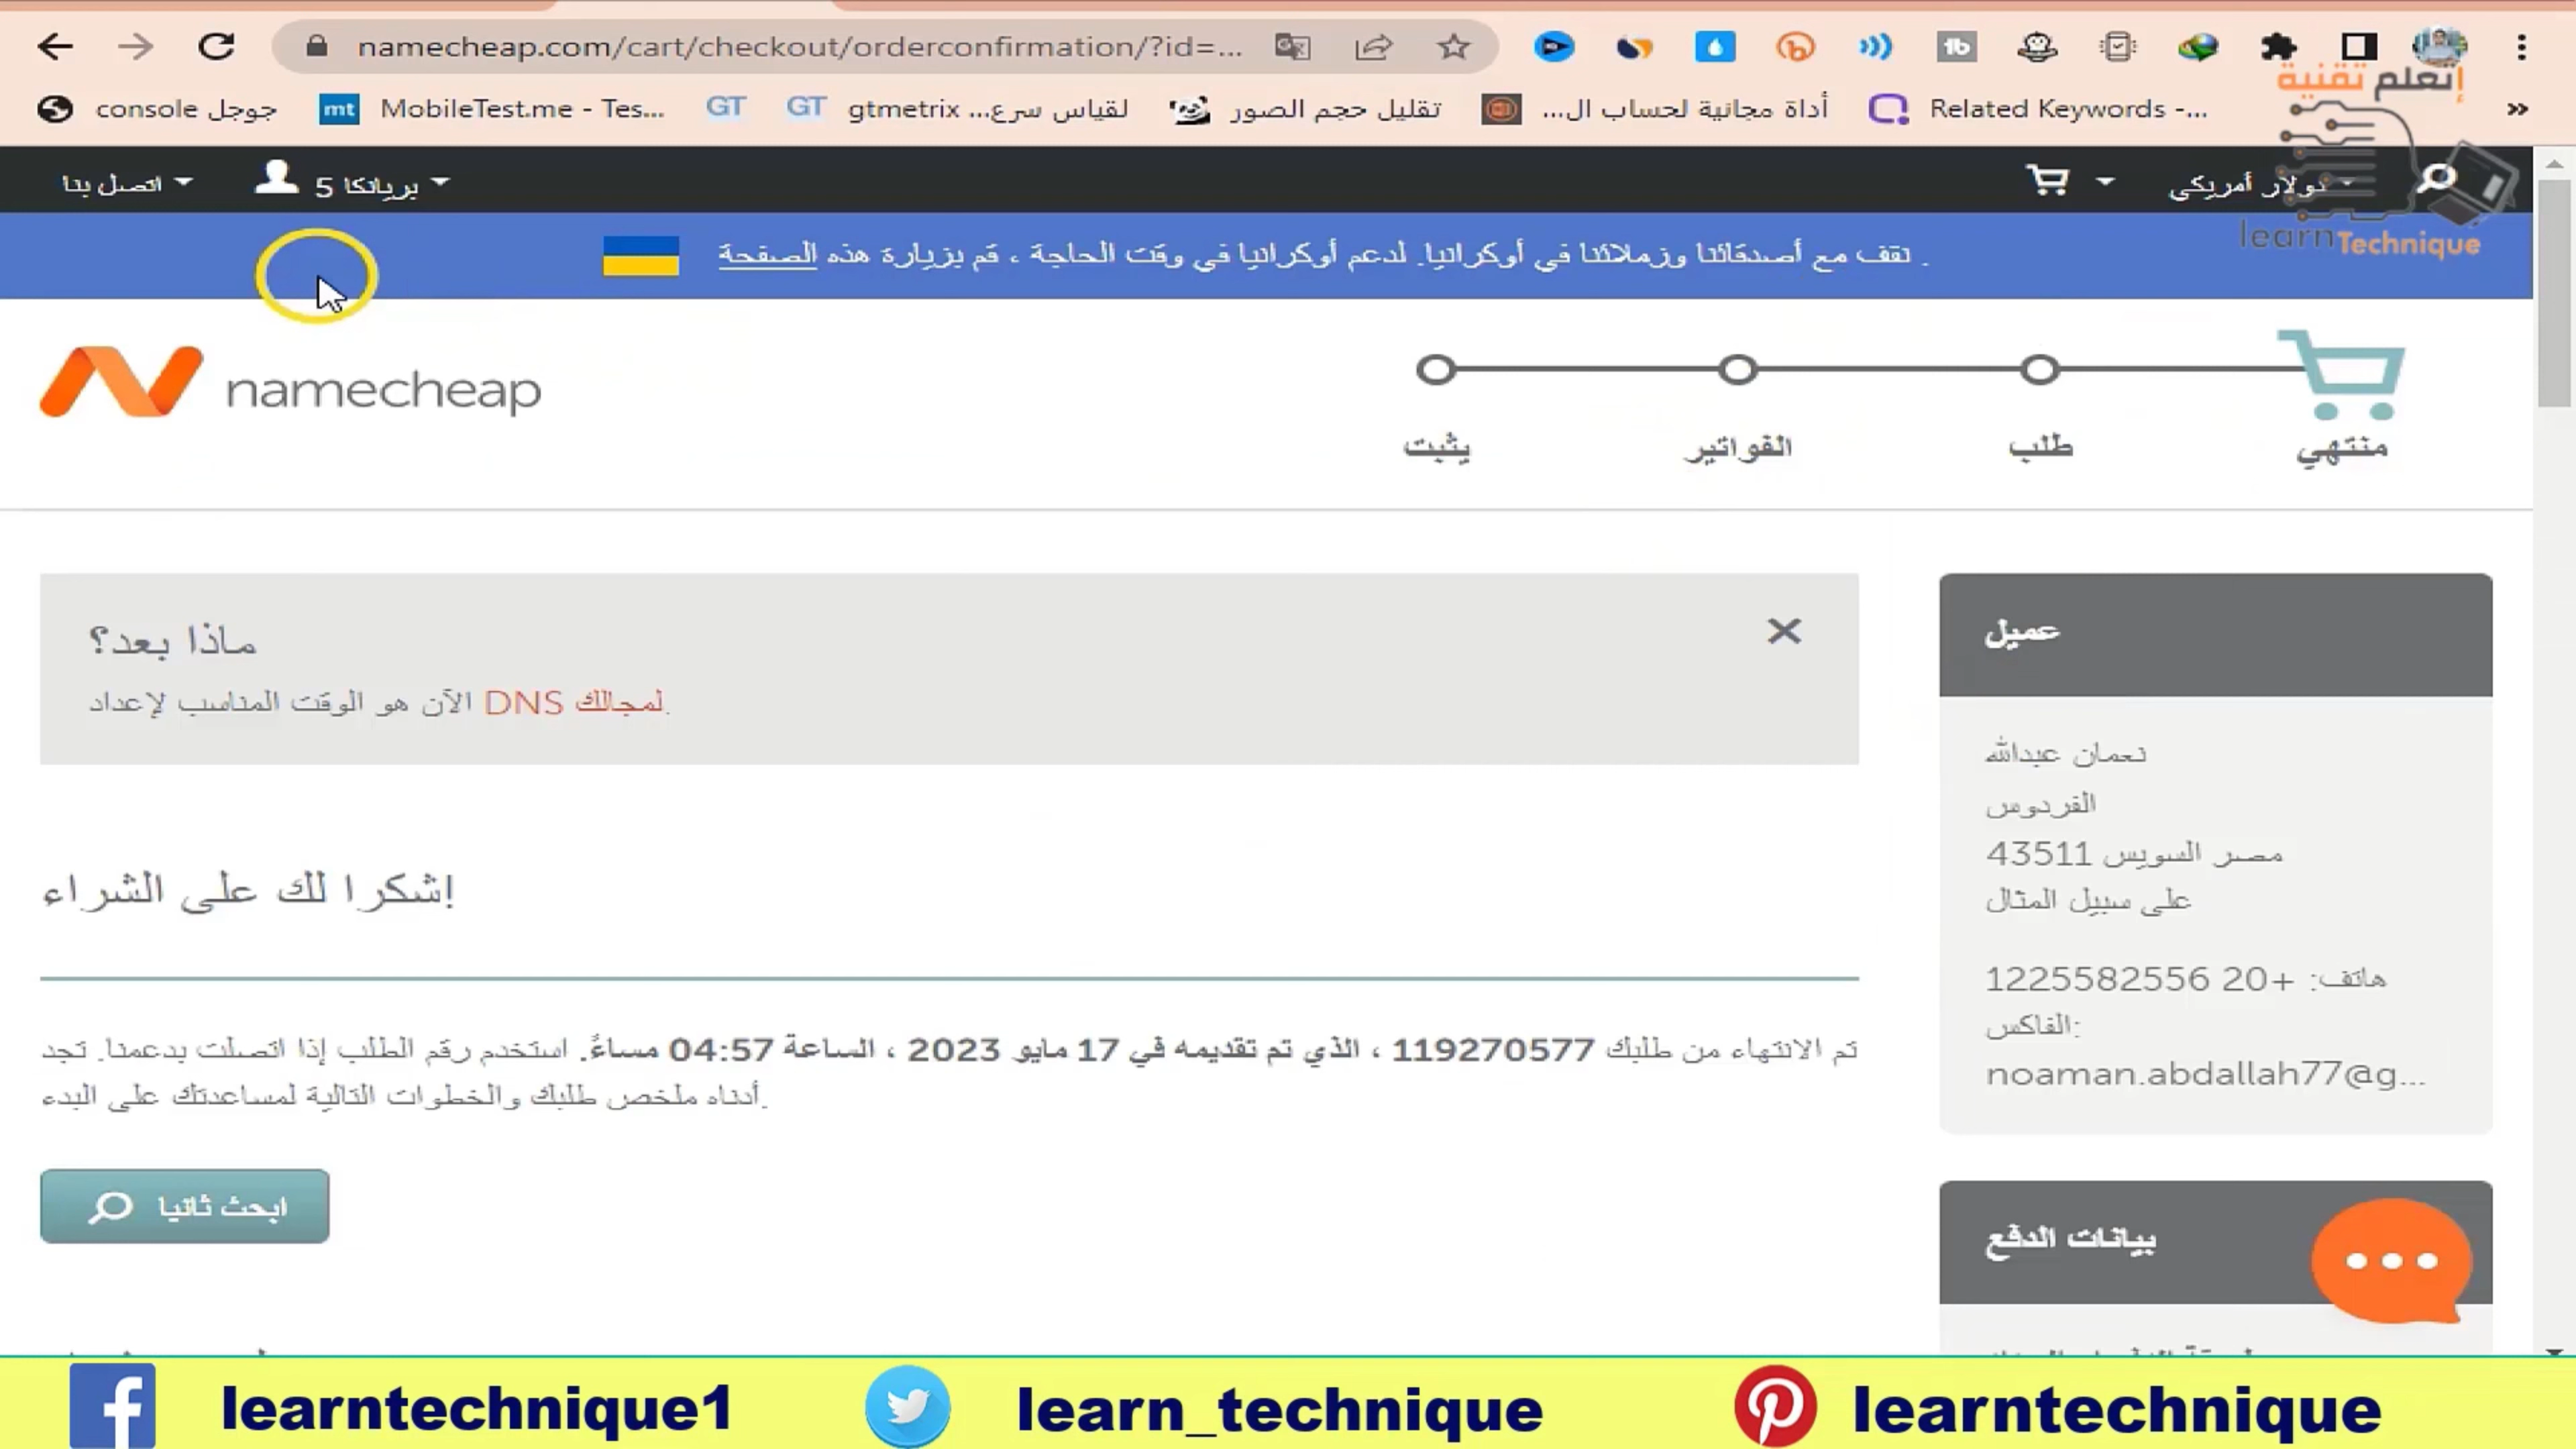 namecheap.com/cart/checkout/orderconfirmation/?id=...
console جوجل
MobileTest.me - Tes...
GT
GT
gtmetrix ...لقياس سرع
تقليل حجم الصور
أداة مجانية لحساب ال...
Related Keywords -...
»
إتعلم تقنية
learn Technique
اتصل بنا
بريانكا 5
دولار أمريكي
نقف مع أصدقائنا وزملائنا في أوكرانيا. لدعم أوكرانيا في وقت الحاجة ، قم بزيارة هذه الصفحة .
namecheap
يثبت
الفواتير
طلب
منتهي
ماذا بعد؟
الآن هو الوقت المناسب لإعداد DNS لمجالك.
شكرا لك على الشراء!
تم الانتهاء من طلبك 119270577 ، الذي تم تقديمه في 17 مايو 2023 ، الساعة 04:57 مساءً. استخدم رقم الطلب إذا اتصلت بدعمنا. تجد
أدناه ملخص طلبك والخطوات التالية لمساعدتك على البدء.
ابحث ثانيا
عميل
نعمان عبدالله
الفردوس
مصر السويس 43511
على سبيل المثال
هاتف: +20 1225582556
الفاكس:
noaman.abdallah77@g...
بيانات الدفع
learntechnique1
learn_technique
learntechnique